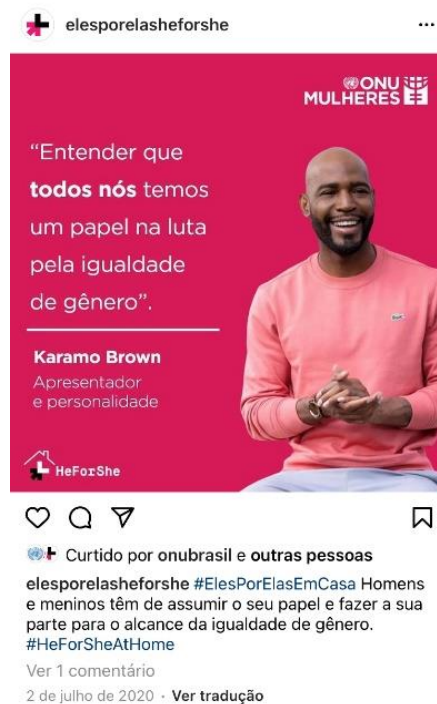 elesporelasheforshe
ONU
MULHERES
“Entender que
todos nós temos
um papel na luta
pela igualdade
de gênero”.
Karamo Brown
Apresentador
e personalidade
HeForShe
Curtido por onubrasil e outras pessoas
elesporelasheforshe #ElesPorElasEmCasa Homens
e meninos têm de assumir o seu papel e fazer a sua
parte para o alcance da igualdade de gênero.
#HeForSheAtHome
Ver 1 comentário
2 de julho de 2020 · Ver tradução